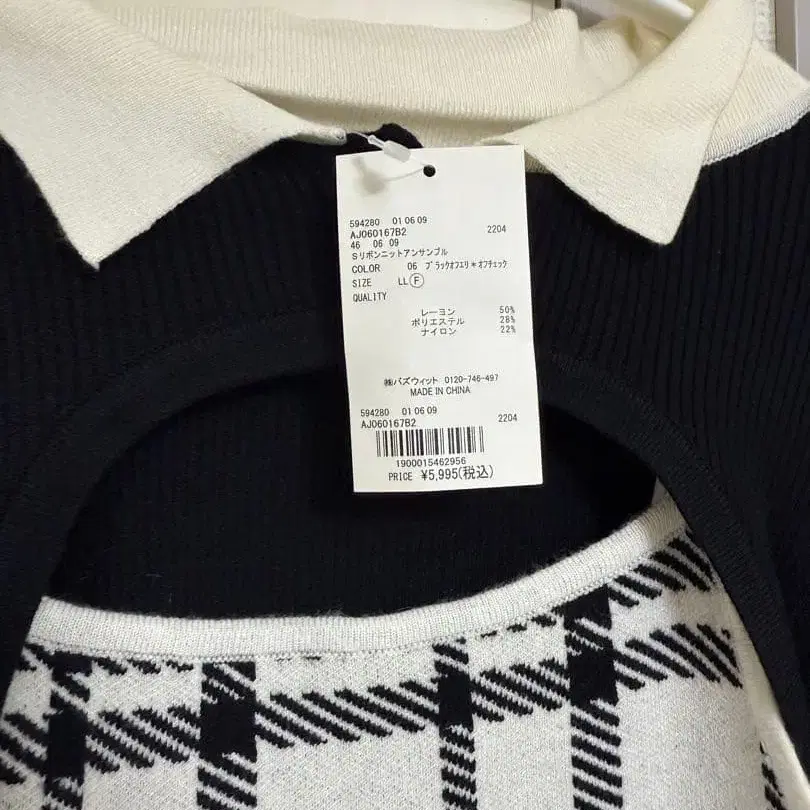 594280 01 06 09
AJ060167B2 2204
46 06 09
Sリボンニットアンサンブル
COLOR 06 ブラックオフエリ*オフチェック
SIZE LL Ⓕ
QUALITY
レーヨン 50%
ポリエステル 28%
ナイロン 22%
㈱バズウィット 0120-746-497
MADE IN CHINA
594280 01 06 09
AJ060167B2 2204
1900015462956
PRICE ¥5,995(税込)